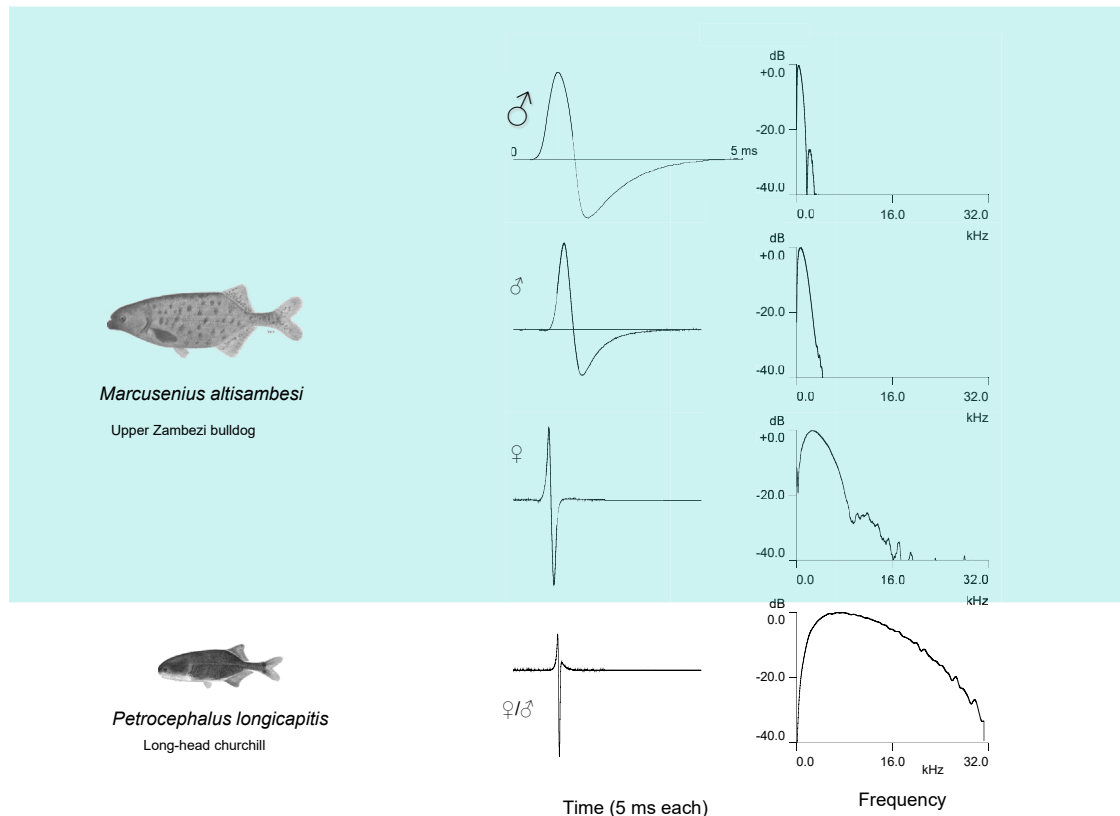 ♂
0
5 ms
dB
+0.0
-20.0
-40.0
0.0 16.0 32.0
kHz
♂
dB
+0.0
-20.0
-40.0
0.0 16.0 32.0
kHz
Marcusenius altisambesi
Upper Zambezi bulldog
♀
dB
+0.0
-20.0
-40.0
0.0 16.0 32.0
kHz
dB
0.0
-20.0
-40.0
0.0 16.0 32.0
kHz
♀/♂
Petrocephalus longicapitis
Long-head churchill
Time (5 ms each)
Frequency